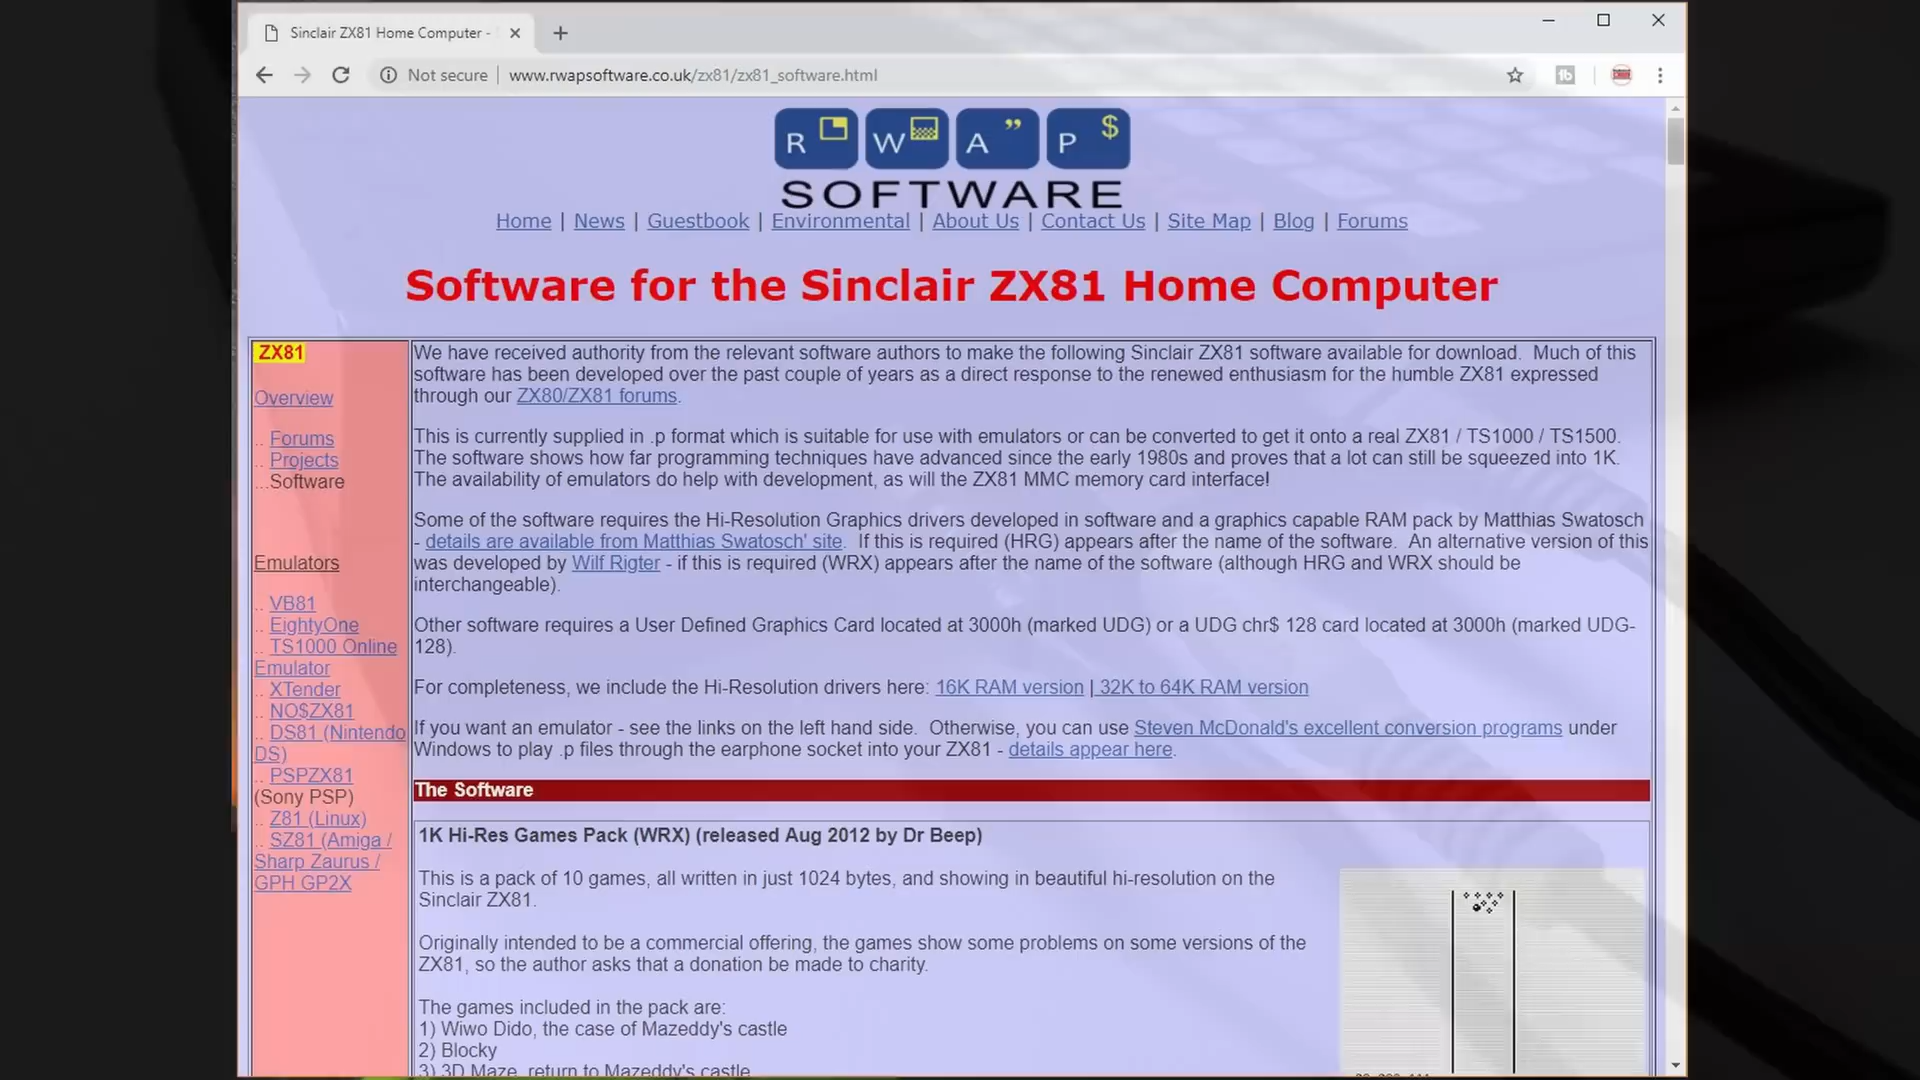 Sinclair ZX81 Home Computer -
Not secure | www.rwapsoftware.co.uk/zx81/zx81_software.html
R W A ” P $
SOFTWARE
Home | News | Guestbook | Environmental | About Us | Contact Us | Site Map | Blog | Forums
Software for the Sinclair ZX81 Home Computer
ZX81
Overview
.. Forums
.. Projects
...Software
Emulators
.. VB81
.. EightyOne
.. TS1000 Online
Emulator
.. XTender
.. NO$ZX81
.. DS81 (Nintendo
DS)
.. PSPZX81
(Sony PSP)
.. Z81 (Linux)
.. SZ81 (Amiga /
Sharp Zaurus /
GPH GP2X
We have received authority from the relevant software authors to make the following Sinclair ZX81 software available for download. Much of this
software has been developed over the past couple of years as a direct response to the renewed enthusiasm for the humble ZX81 expressed
through our ZX80/ZX81 forums.
This is currently supplied in .p format which is suitable for use with emulators or can be converted to get it onto a real ZX81 / TS1000 / TS1500.
The software shows how far programming techniques have advanced since the early 1980s and proves that a lot can still be squeezed into 1K.
The availability of emulators do help with development, as will the ZX81 MMC memory card interface!
Some of the software requires the Hi-Resolution Graphics drivers developed in software and a graphics capable RAM pack by Matthias Swatosch
- details are available from Matthias Swatosch' site. If this is required (HRG) appears after the name of the software. An alternative version of this
was developed by Wilf Rigter - if this is required (WRX) appears after the name of the software (although HRG and WRX should be
interchangeable).
Other software requires a User Defined Graphics Card located at 3000h (marked UDG) or a UDG chr$ 128 card located at 3000h (marked UDG-
128).
For completeness, we include the Hi-Resolution drivers here: 16K RAM version | 32K to 64K RAM version
If you want an emulator - see the links on the left hand side. Otherwise, you can use Steven McDonald's excellent conversion programs under
Windows to play .p files through the earphone socket into your ZX81 - details appear here.
The Software
1K Hi-Res Games Pack (WRX) (released Aug 2012 by Dr Beep)
This is a pack of 10 games, all written in just 1024 bytes, and showing in beautiful hi-resolution on the
Sinclair ZX81.
Originally intended to be a commercial offering, the games show some problems on some versions of the
ZX81, so the author asks that a donation be made to charity.
The games included in the pack are:
1) Wiwo Dido, the case of Mazeddy's castle
2) Blocky
3) 3D Maze, return to Mazeddy's castle